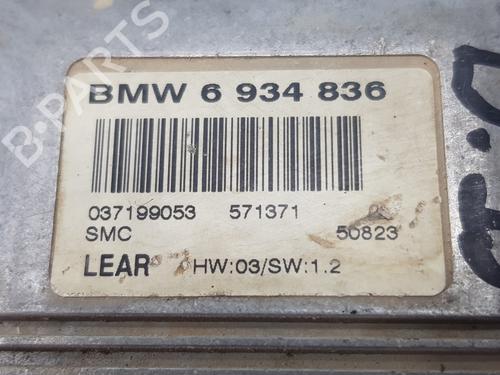 BMW 6 934 836
037199053 571371
SMC 50823
LEAR HW:03/SW:1.2
B-PARTS